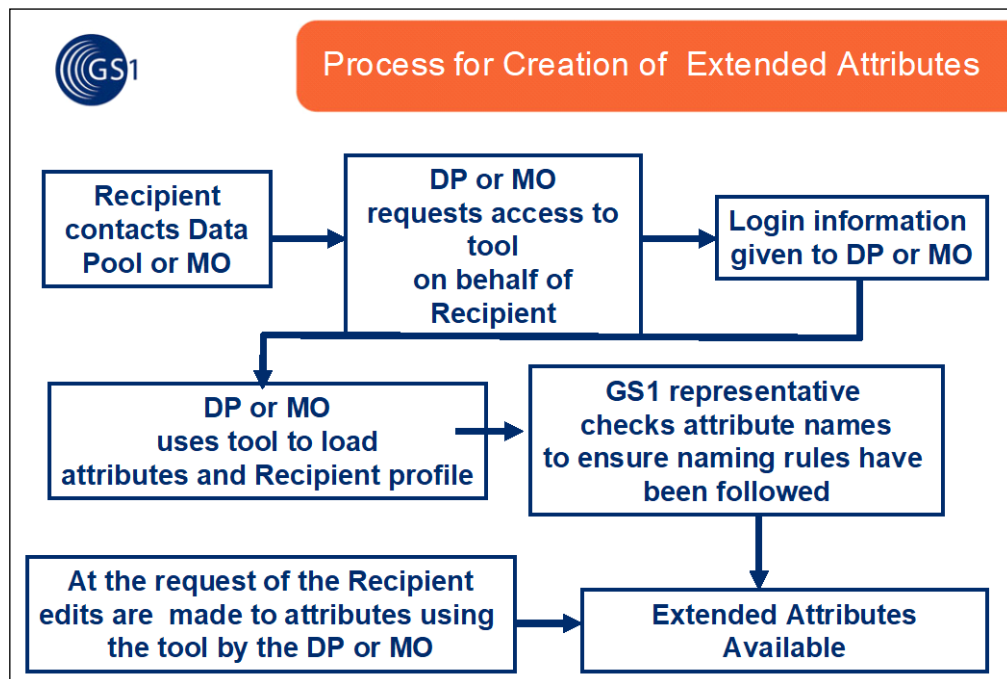 GS1
Process for Creation of Extended Attributes
Recipient
contacts Data
Pool or MO
DP or MO
requests access to
tool
on behalf of
Recipient
Login information
given to DP or MO
DP or MO
uses tool to load
attributes and Recipient profile
GS1 representative
checks attribute names
to ensure naming rules have
been followed
At the request of the Recipient
edits are made to attributes using
the tool by the DP or MO
Extended Attributes
Available